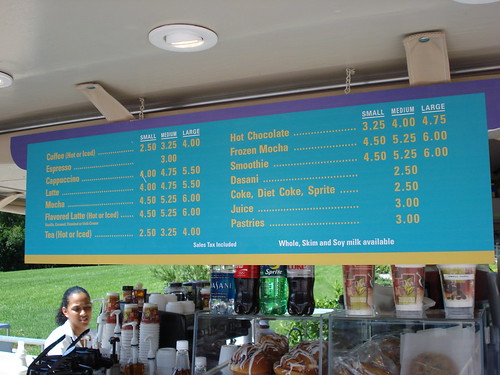 SMALL MEDIUM LARGE
Coffee (Hot or Iced) 2.50 3.25 4.00
Espresso 3.00
Cappuccino 4.00 4.75 5.50
Latte 4.00 4.75 5.50
Mocha 4.50 5.25 6.00
Flavored Latte (Hot or Iced) 4.50 5.25 6.00
Tea (Hot or Iced) 2.50 3.25 4.00
Sales Tax Included
SMALL MEDIUM LARGE
Hot Chocolate 3.25 4.00 4.75
Frozen Mocha 4.50 5.25 6.00
Smoothie 4.50 5.25 6.00
Dasani 2.50
Coke, Diet Coke, Sprite 2.50
Juice 3.00
Pastries 3.00
Whole, Skim and Soy milk available
DASANI
Sprite